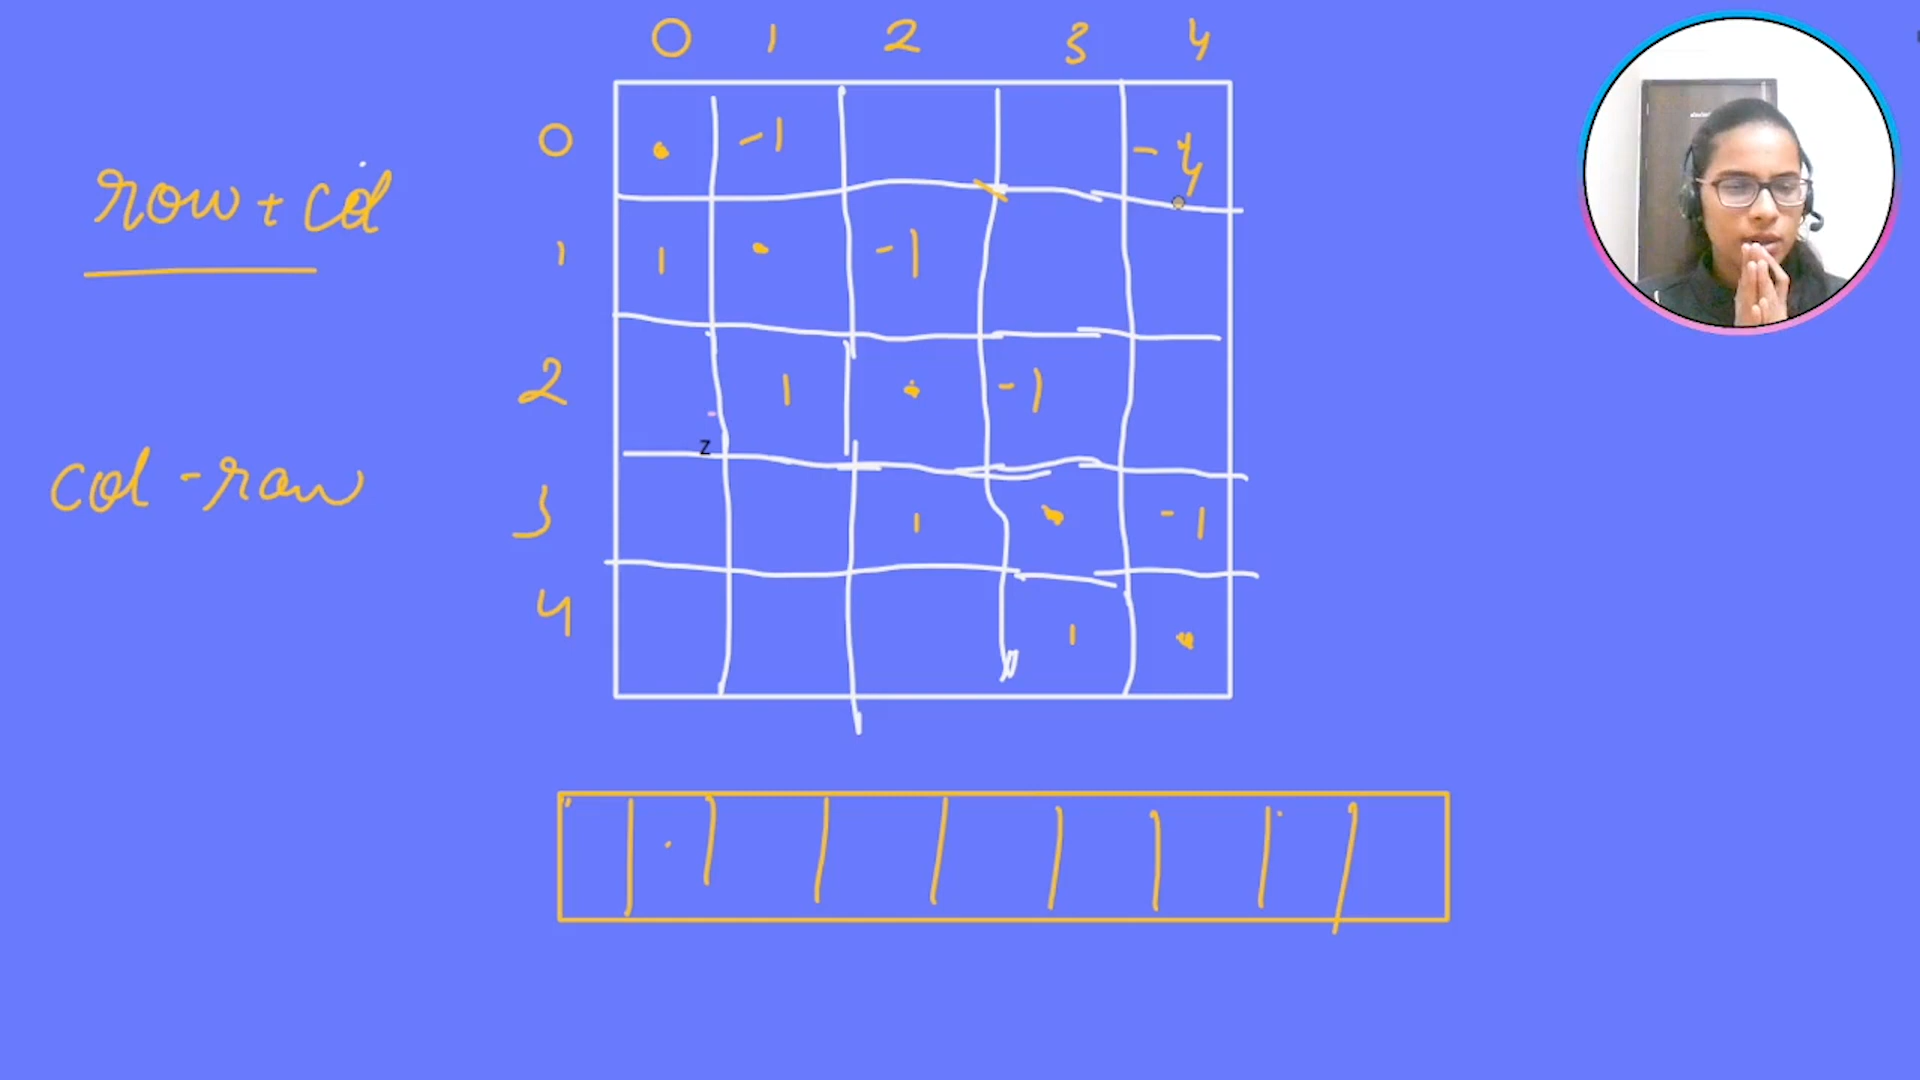 0 1 2 3 4
0 -1 -4
row + col
1 1 -1
2 1 -1
z
col - row
3 1 -1
4 1